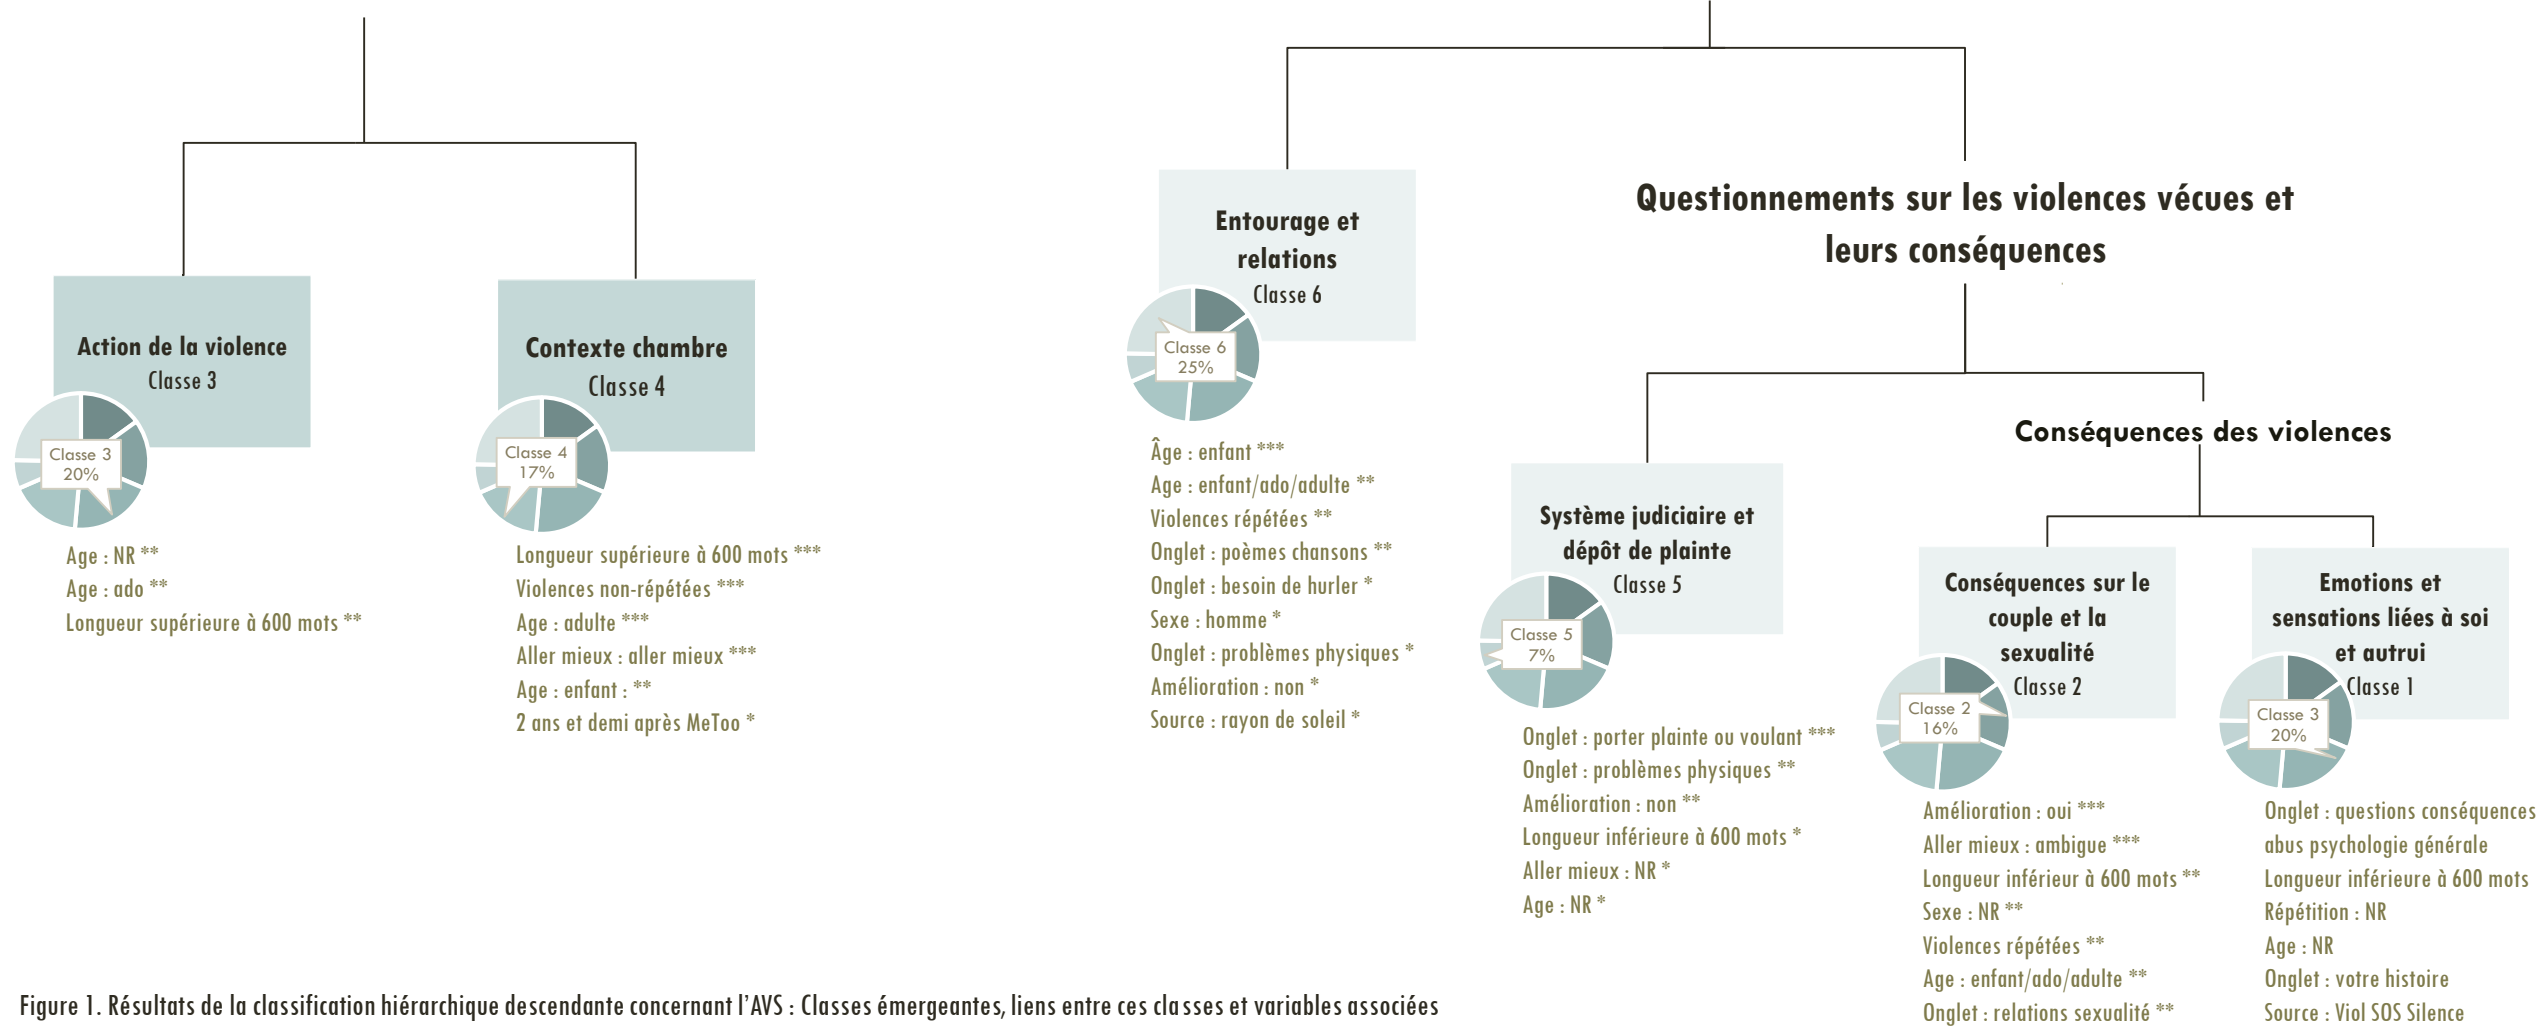 Action de la violence
Classe 3
Classe 3
20%
Age : NR **
Age : ado **
Longueur supérieure à 600 mots **
Contexte chambre
Classe 4
Classe 4
17%
Longueur supérieure à 600 mots ***
Violences non-répétées ***
Age : adulte ***
Aller mieux : aller mieux ***
Age : enfant : **
2 ans et demi après MeToo *
Entourage et
relations
Classe 6
Classe 6
25%
Âge : enfant ***
Age : enfant/ado/adulte **
Violences répétées **
Onglet : poèmes chansons **
Onglet : besoin de hurler *
Sexe : homme *
Onglet : problèmes physiques *
Amélioration : non *
Source : rayon de soleil *
Questionnements sur les violences vécues et
leurs conséquences
Système judiciaire et
dépôt de plainte
Classe 5
Classe 5
7%
Onglet : porter plainte ou voulant ***
Onglet : problèmes physiques **
Amélioration : non **
Longueur inférieure à 600 mots *
Aller mieux : NR *
Age : NR *
Conséquences des violences
Conséquences sur le
couple et la
sexualité
Classe 2
Classe 2
16%
Amélioration : oui ***
Aller mieux : ambigue ***
Longueur inférieur à 600 mots **
Sexe : NR **
Violences répétées **
Age : enfant/ado/adulte **
Onglet : relations sexualité **
Emotions et
sensations liées à soi
et autrui
Classe 1
Classe 3
20%
Onglet : questions conséquences
abus psychologie générale
Longueur inférieure à 600 mots
Répétition : NR
Age : NR
Onglet : votre histoire
Source : Viol SOS Silence
Figure 1. Résultats de la classification hiérarchique descendante concernant l'AVS : Classes émergeantes, liens entre ces classes et variables associées